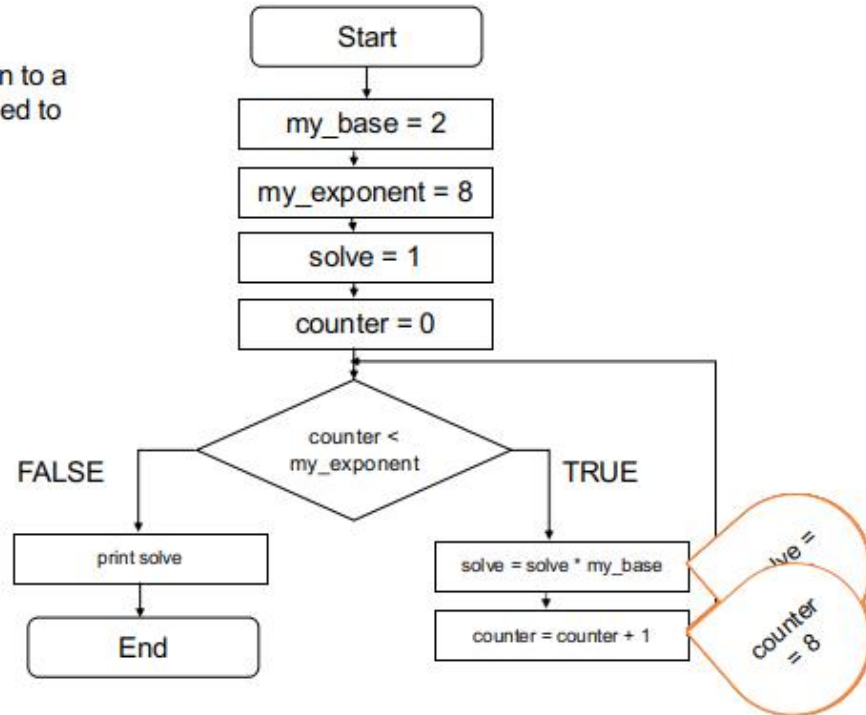 Start
n to a
ed to
my_base = 2
my_exponent = 8
solve = 1
counter = 0
counter <
my_exponent
FALSE
TRUE
print solve
solve = solve * my_base
counter = counter + 1
End
lve =
counter
= 8